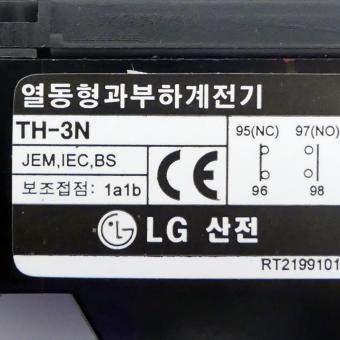 열동형과부하계전기
TH-3N
95(NC) 97(NO)
JEM,IEC,BS
CE
보조접점: 1a1b
96 98
LG 산전
RT2199101